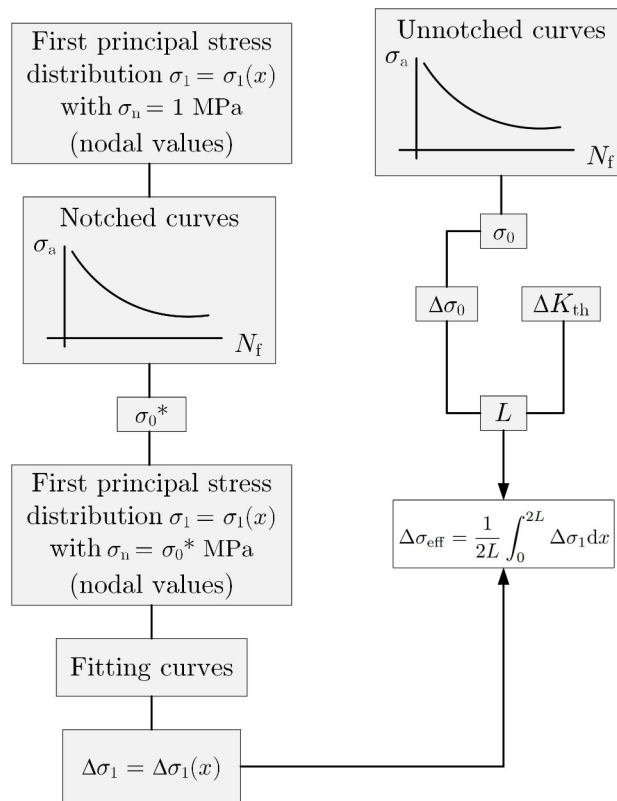 First principal stress
distribution σ₁ = σ₁(x)
with σₙ = 1 MPa
(nodal values)
Notched curves
σₐ
N_f
σ₀*
First principal stress
distribution σ₁ = σ₁(x)
with σₙ = σ₀* MPa
(nodal values)
Fitting curves
Δσ₁ = Δσ₁(x)
Unnotched curves
σₐ
N_f
σ₀
Δσ₀
ΔK_th
L
Δσ_eff = 1/2L ∫₀^2L Δσ₁dx